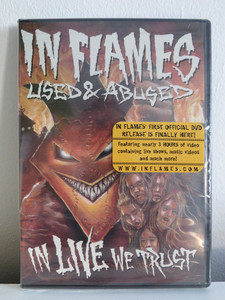 IN FLAMES
USED & ABUSED
IN FLAMES' FIRST OFFICIAL DVD
RELEASE IS FINALLY HERE!
Featuring nearly 3 HOURS of video
containing live shows, music videos
and much more!
WWW.INFLAMES.COM
IN LIVE WE TRUST